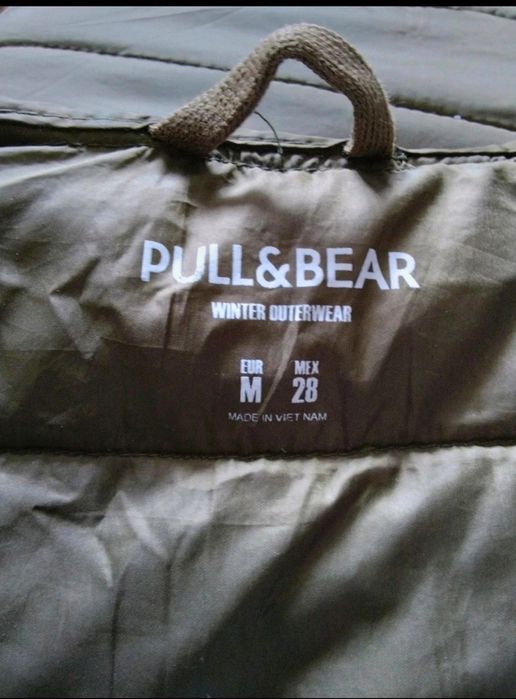 PULL&BEAR
WINTER OUTERWEAR
EUR MEX
M 28
MADE IN VIET NAM